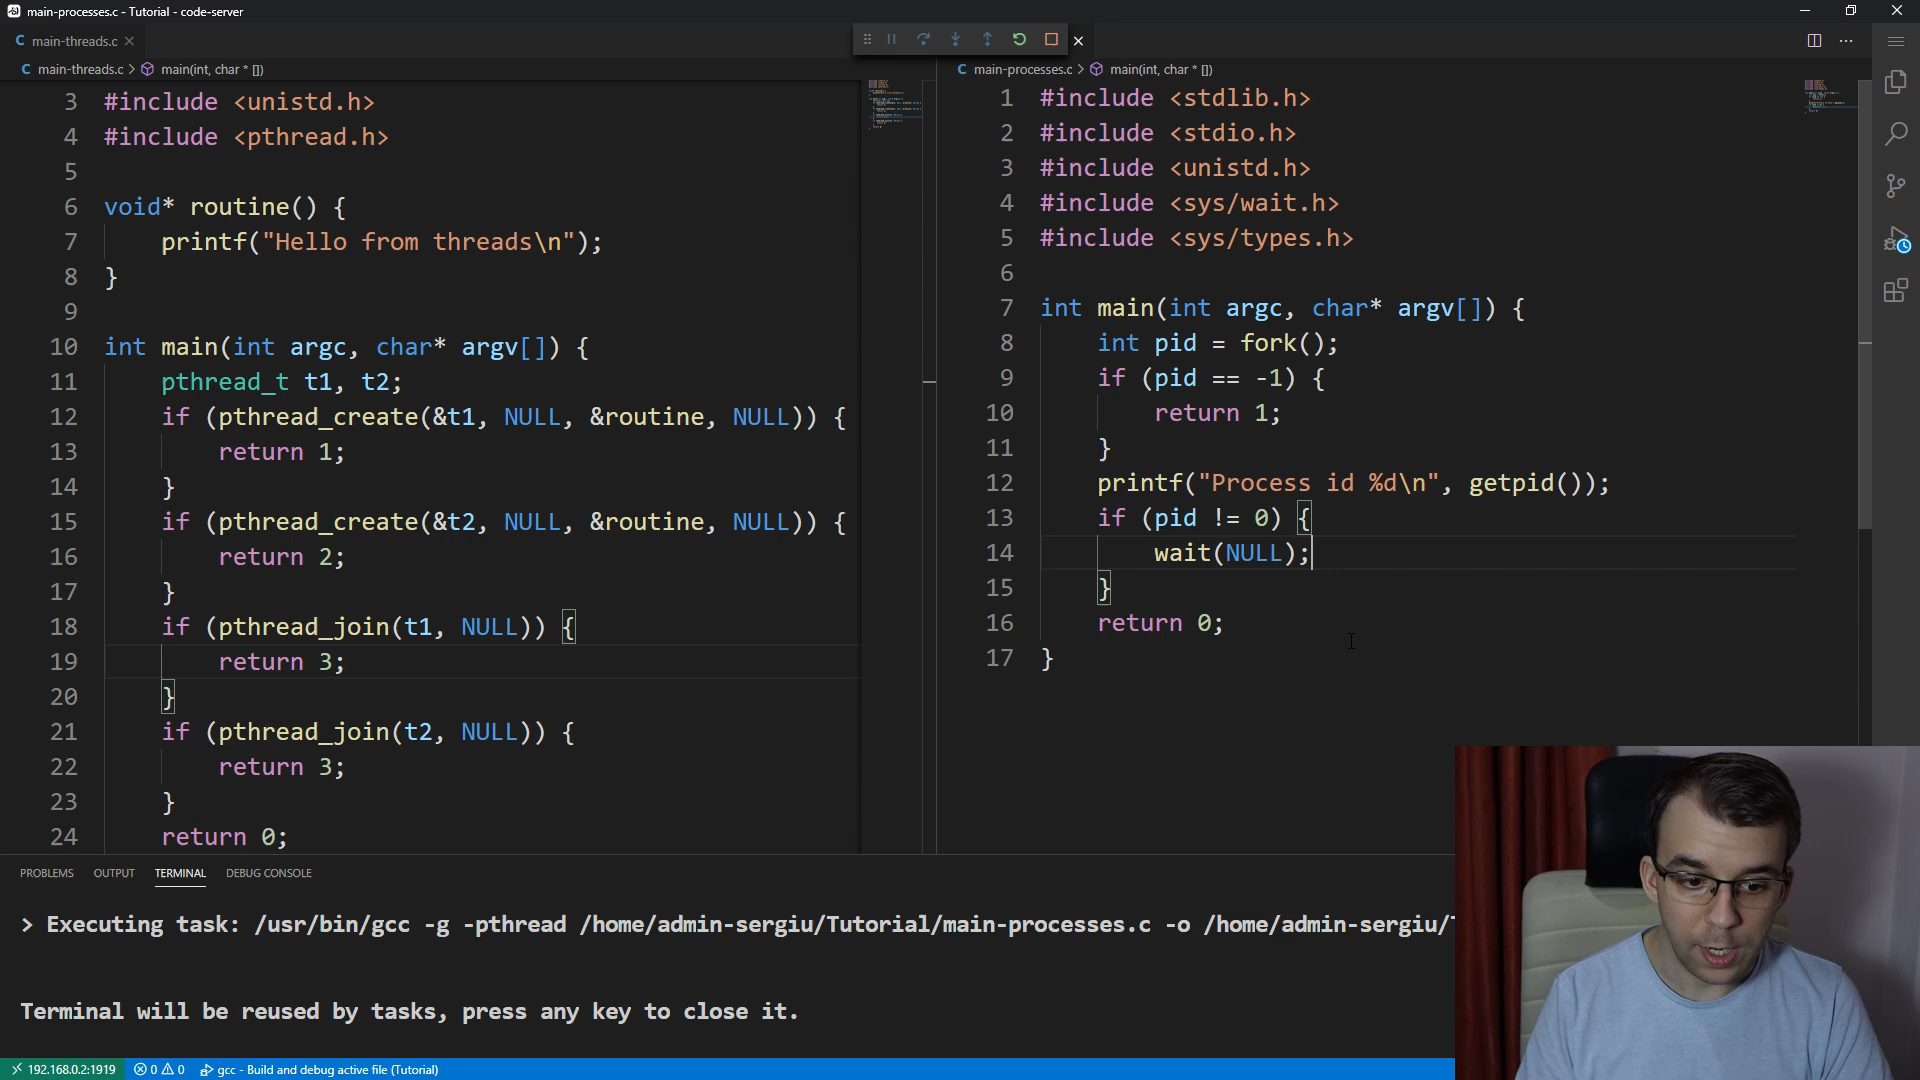 main-processes.c - Tutorial - code-server
C main-threads.c
C main-threads.c > main(int, char * [])
3 #include <unistd.h>
4 #include <pthread.h>
5
6 void* routine() {
7 printf("Hello from threads\n");
8 }
9
10 int main(int argc, char* argv[]) {
11 pthread_t t1, t2;
12 if (pthread_create(&t1, NULL, &routine, NULL)) {
13 return 1;
14 }
15 if (pthread_create(&t2, NULL, &routine, NULL)) {
16 return 2;
17 }
18 if (pthread_join(t1, NULL)) {
19 return 3;
20 }
21 if (pthread_join(t2, NULL)) {
22 return 3;
23 }
24 return 0;
C main-processes.c > main(int, char * [])
1 #include <stdlib.h>
2 #include <stdio.h>
3 #include <unistd.h>
4 #include <sys/wait.h>
5 #include <sys/types.h>
6
7 int main(int argc, char* argv[]) {
8 int pid = fork();
9 if (pid == -1) {
10 return 1;
11 }
12 printf("Process id %d\n", getpid());
13 if (pid != 0) {
14 wait(NULL);
15 }
16 return 0;
17 }
PROBLEMS OUTPUT TERMINAL DEBUG CONSOLE
> Executing task: /usr/bin/gcc -g -pthread /home/admin-sergiu/Tutorial/main-processes.c -o /home/admin-sergiu/
Terminal will be reused by tasks, press any key to close it.
192.168.0.2:1919 0 0 gcc - Build and debug active file (Tutorial)